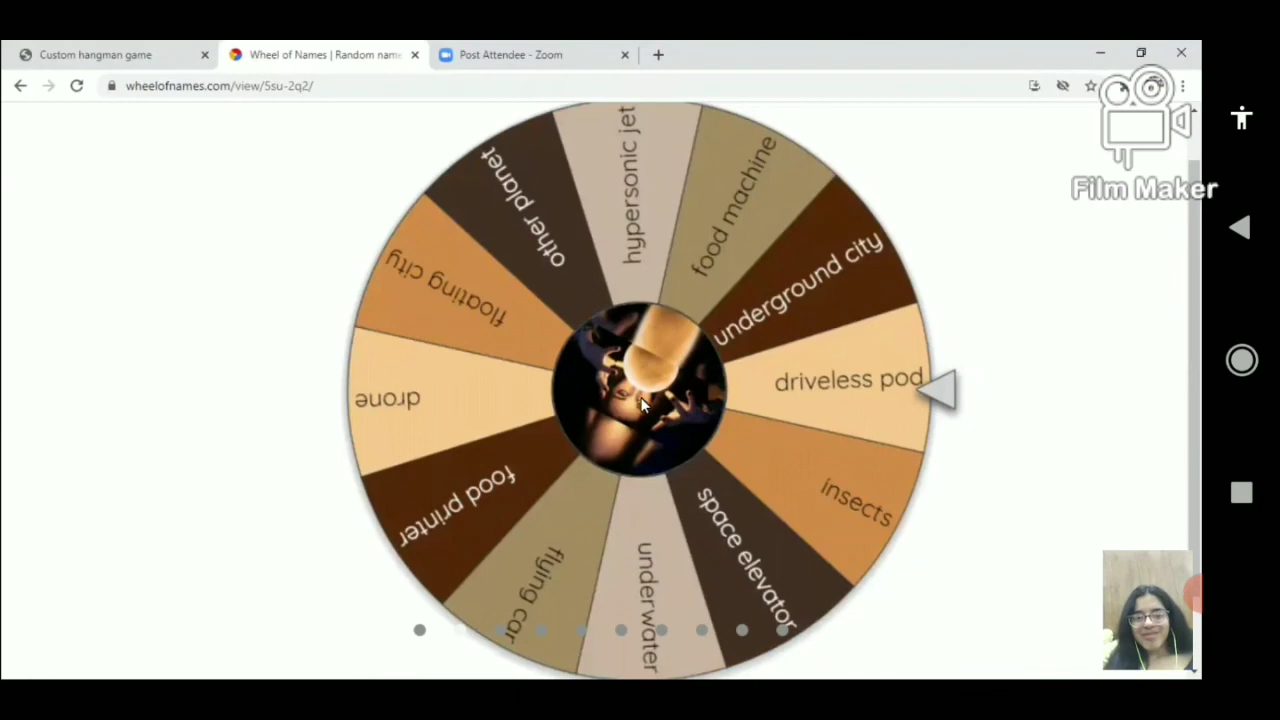 Custom hangman game
Wheel of Names | Random name
Post Attendee - Zoom
wheelofnames.com/view/5su-2q2/
Film Maker
hypersonic jet
food machine
underground city
driveless pod
insects
space elevator
underwater
flying car
food printer
drone
floating city
other planet